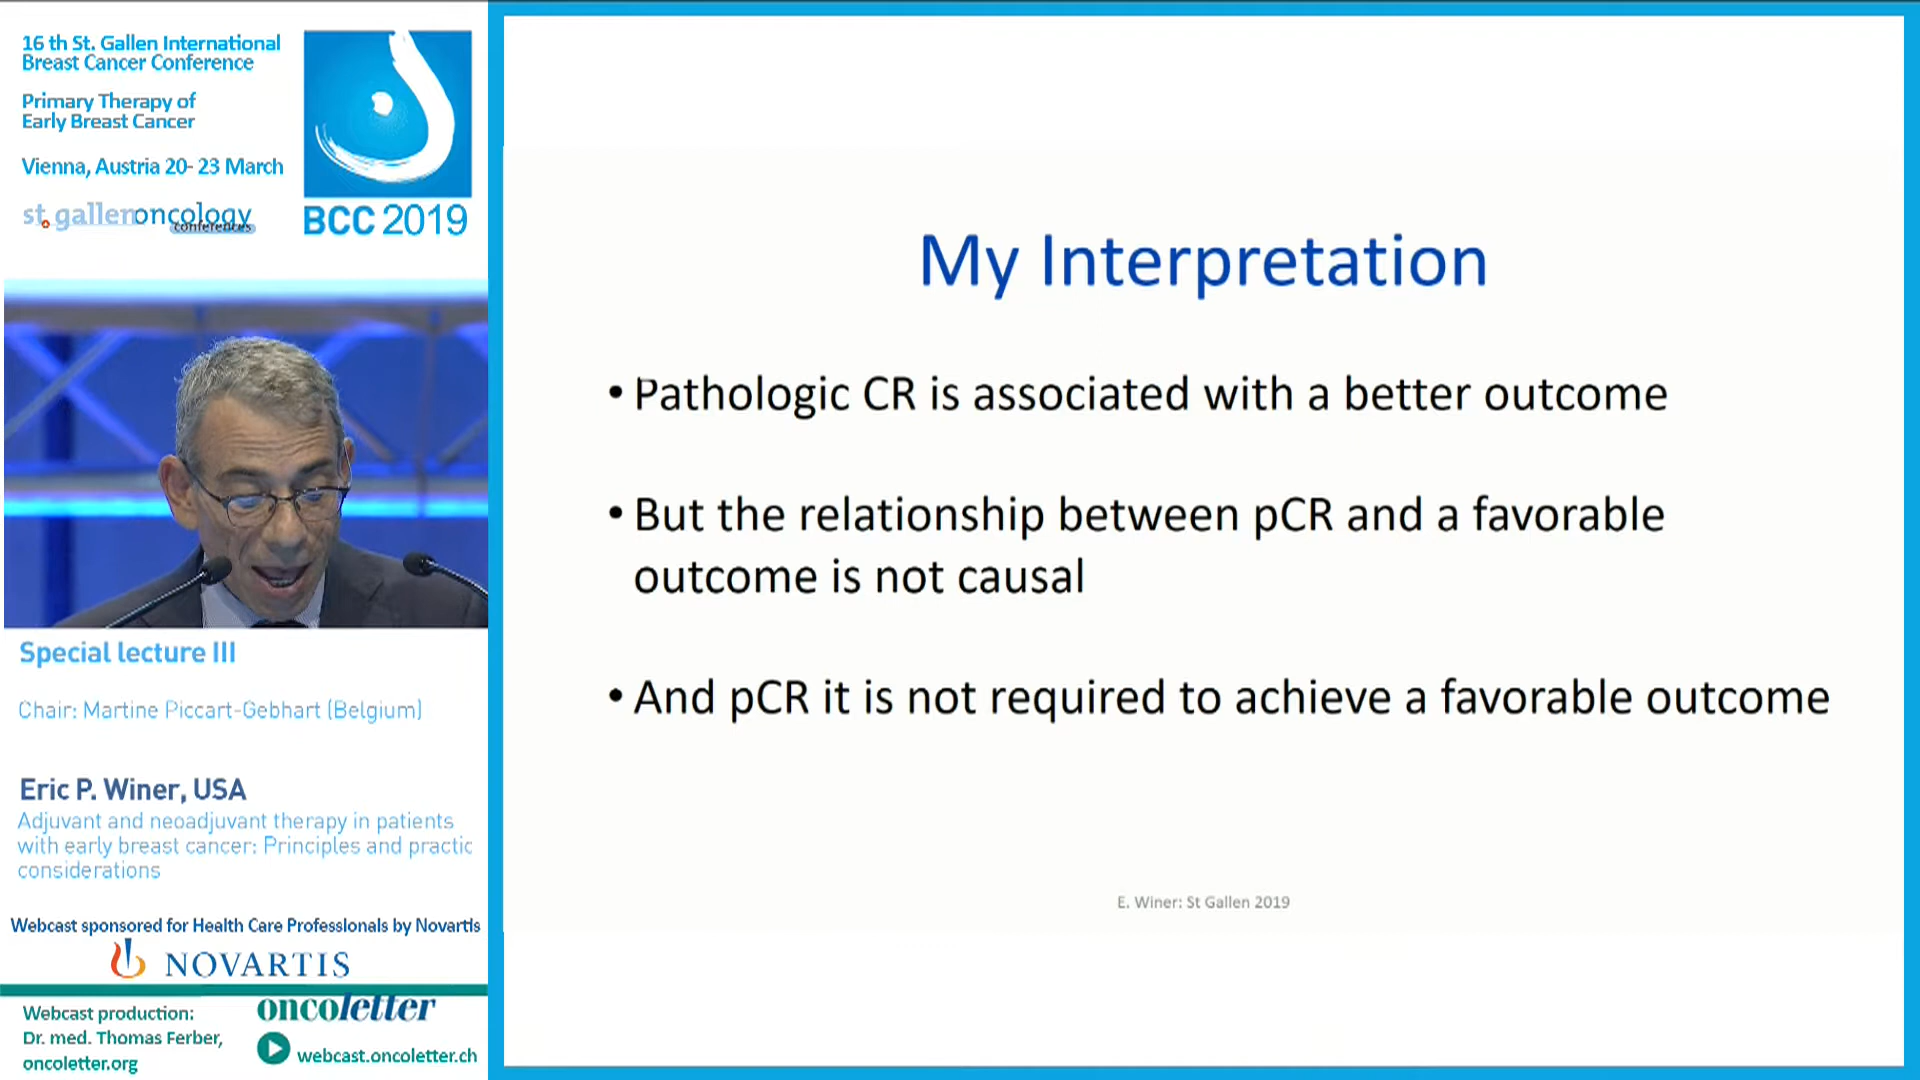 16 th St. Gallen International
Breast Cancer Conference
Primary Therapy of
Early Breast Cancer
Vienna, Austria 20- 23 March
st.gallenoncology
conferences
BCC 2019
Special lecture III
Chair: Martine Piccart-Gebhart (Belgium)
Eric P. Winer, USA
Adjuvant and neoadjuvant therapy in patients
with early breast cancer: Principles and practic
considerations
Webcast sponsored for Health Care Professionals by Novartis
NOVARTIS
Webcast production:
Dr. med. Thomas Ferber,
oncoletter.org
oncoletter
webcast.oncoletter.ch
My Interpretation
• Pathologic CR is associated with a better outcome
• But the relationship between pCR and a favorable
outcome is not causal
• And pCR it is not required to achieve a favorable outcome
E. Winer: St Gallen 2019